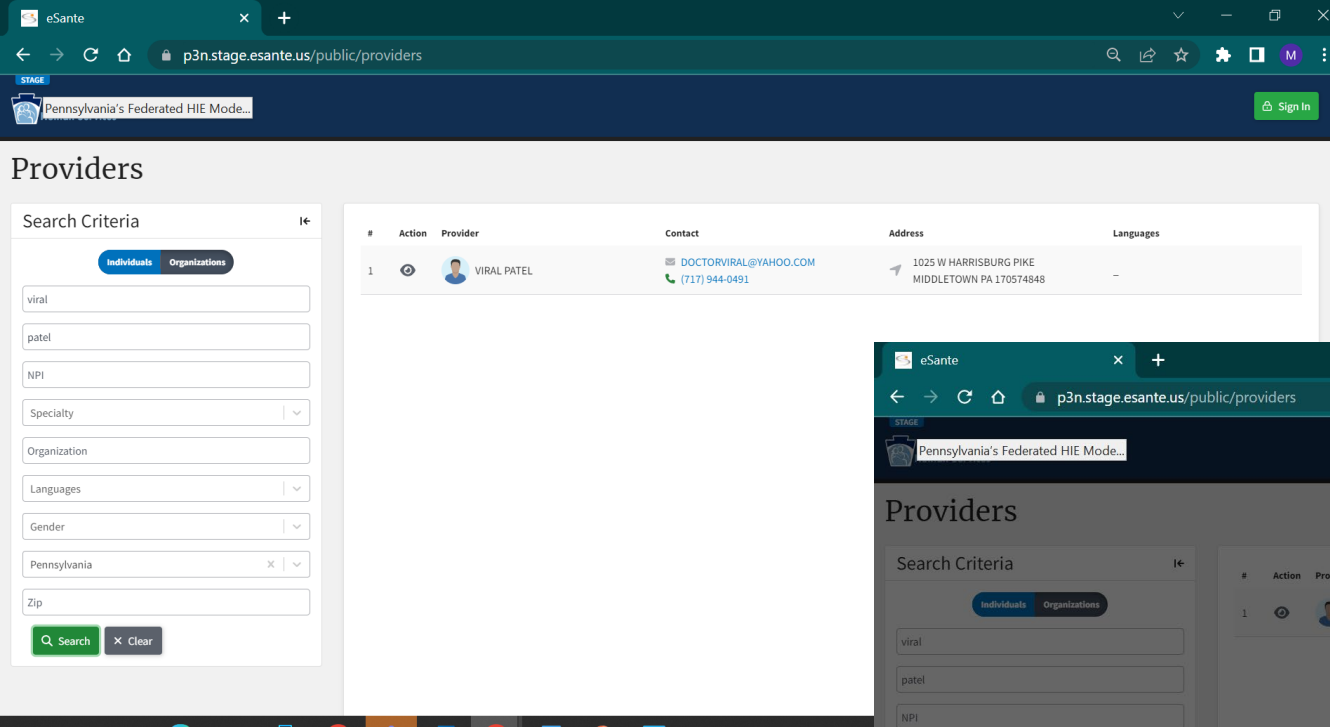 eSante
p3n.stage.esante.us/public/providers
M
STAGE
Pennsylvania's Federated HIE Mode...
Sign In
Providers
Search Criteria
Individuals Organizations
viral
patel
NPI
Specialty
Organization
Languages
Gender
Pennsylvania
Zip
Search Clear
# Action Provider Contact Address Languages
1 VIRAL PATEL DOCTORVIRAL@YAHOO.COM 1025 W HARRISBURG PIKE
(717) 944-0491 MIDDLETOWN PA 170574848 _
eSante
p3n.stage.esante.us/public/providers
STAGE
Pennsylvania's Federated HIE Mode...
Providers
Search Criteria
Individuals Organizations
viral
patel
NPI
# Action Pro
1